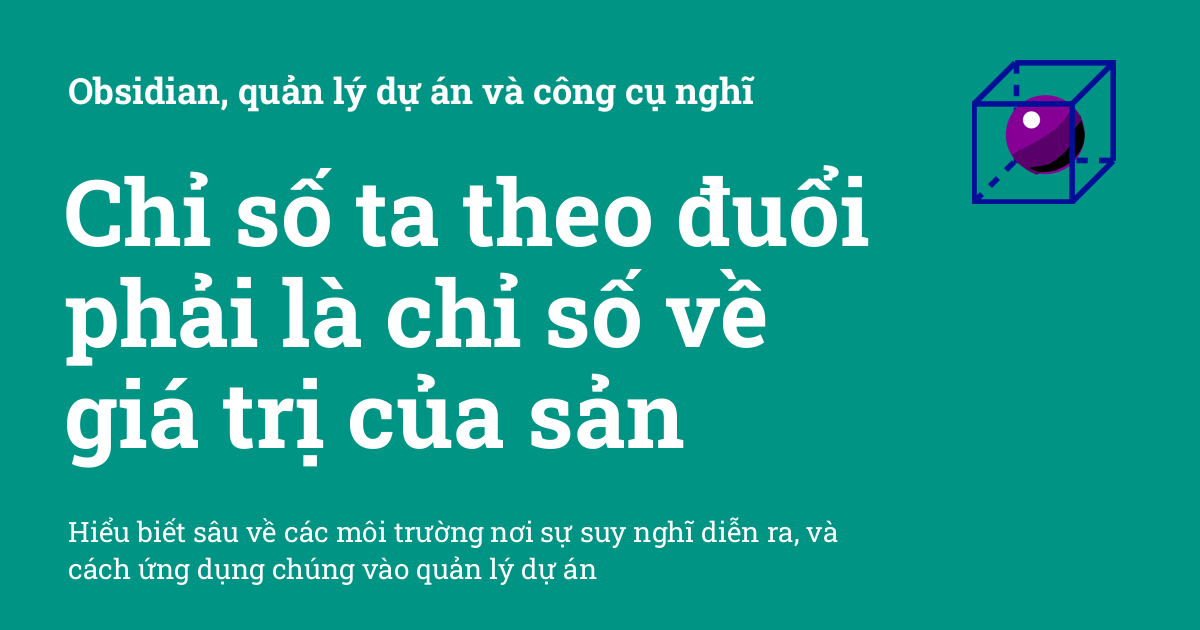 Obsidian, quản lý dự án và công cụ nghĩ
Chỉ số ta theo đuổi
phải là chỉ số về
giá trị của sản
Hiểu biết sâu về các môi trường nơi sự suy nghĩ diễn ra, và
cách ứng dụng chúng vào quản lý dự án